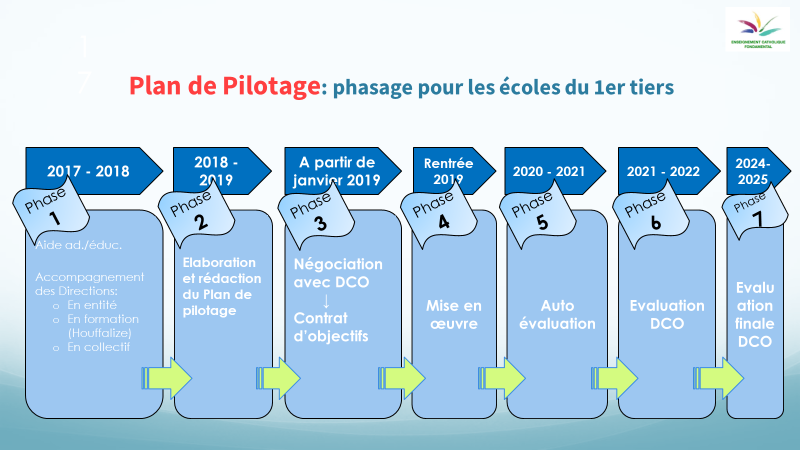 1
7
ENSEIGNEMENT CATHOLIQUE
FONDAMENTAL
Plan de Pilotage: phasage pour les écoles du 1er tiers
2017 - 2018
Phase
1
Aide ad./éduc.
Accompagnement
des Directions:
o En entité
o En formation
(Houffalize)
o En collectif
2018 -
2019
Phase
2
Elaboration
et rédaction
du Plan de
pilotage
A partir de
janvier 2019
Phase
3
Négociation
avec DCO
↓
Contrat
d'objectifs
Rentrée
2019
Phase
4
Mise en
œuvre
2020 - 2021
Phase
5
Auto
évaluation
2021 - 2022
Phase
6
Evaluation
DCO
2024-
2025
Phase
7
Evalu
ation
finale
DCO